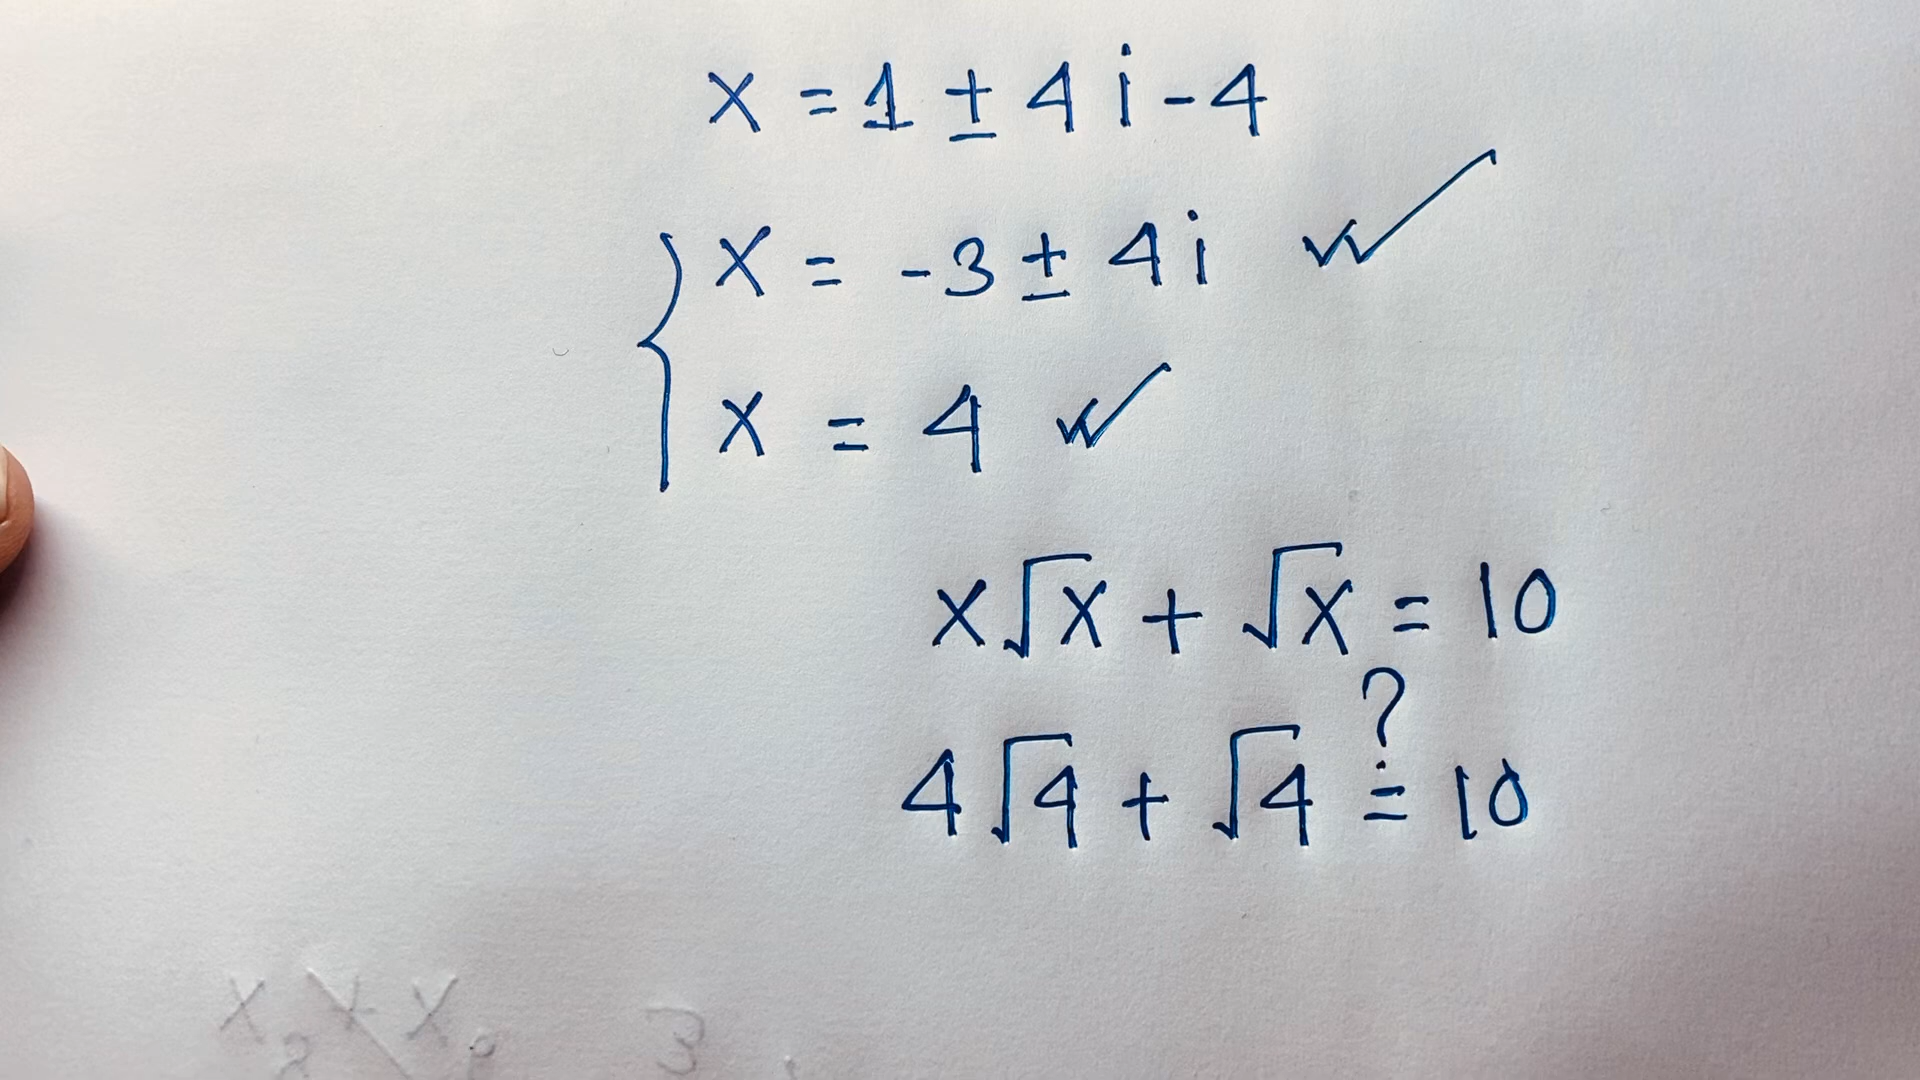 x = 1 ± 4i - 4
x = -3 ± 4i ✓
x = 4 ✓
x√x + √x = 10
?
4√4 + √4 = 10